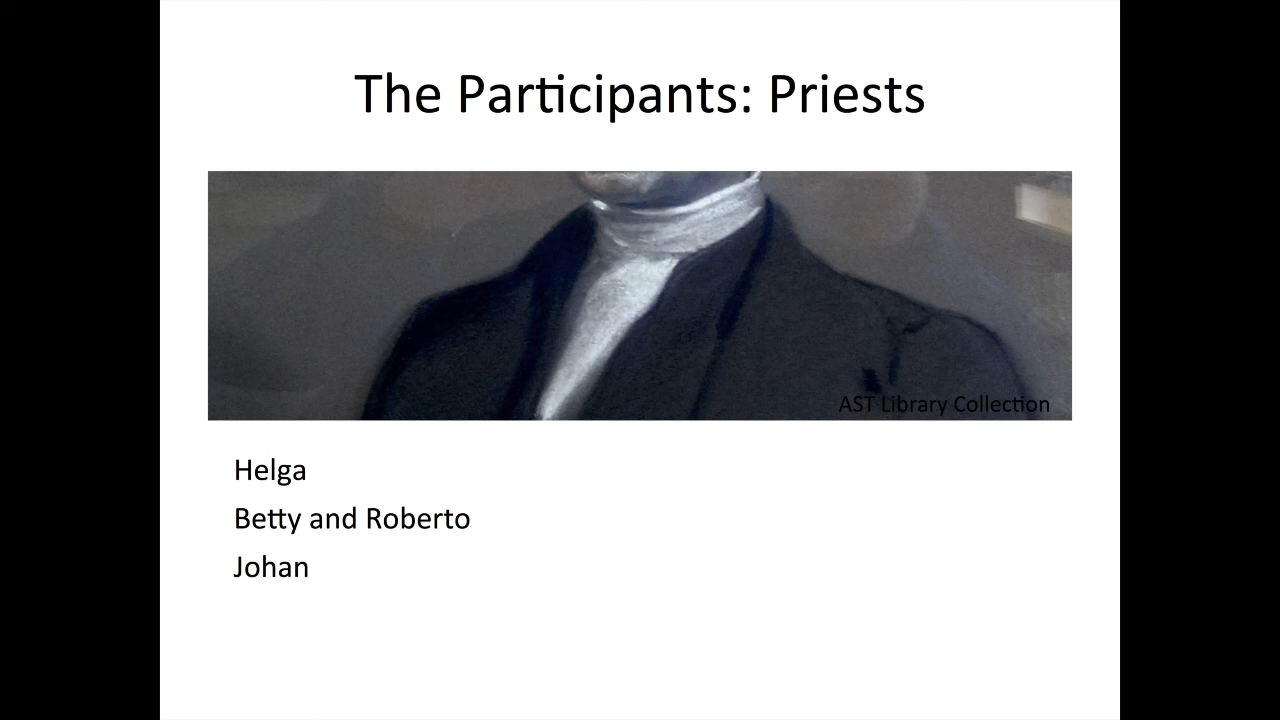 The Participants: Priests
AST Library Collection
Helga
Betty and Roberto
Johan